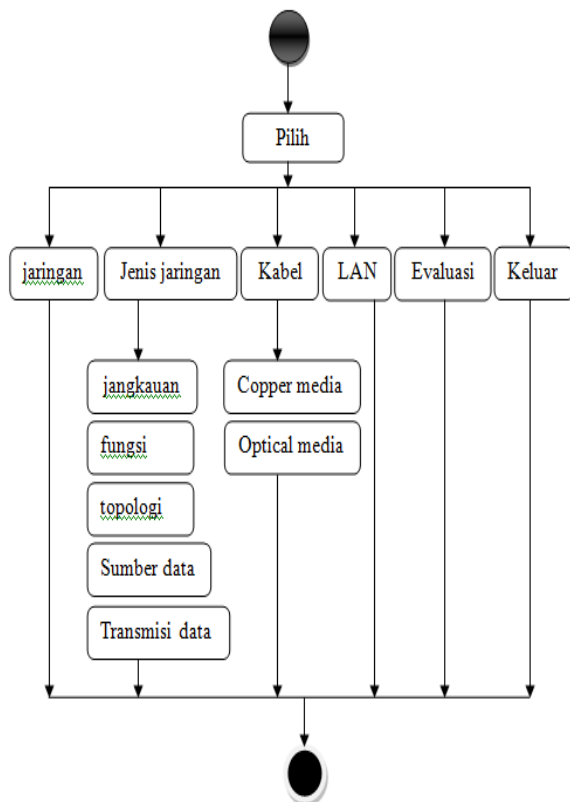 Pilih
jaringan
Jenis jaringan
Kabel
LAN
Evaluasi
Keluar
jangkauan
fungsi
topologi
Sumber data
Transmisi data
Copper media
Optical media